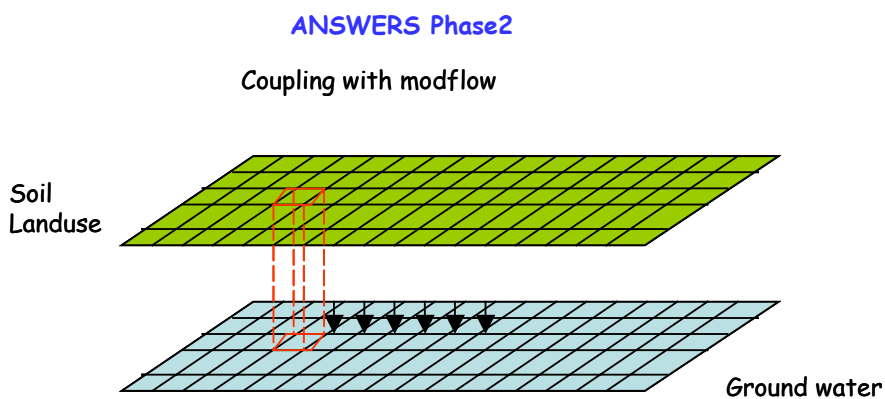 ANSWERS Phase2
Coupling with modflow
Soil
Landuse
Ground water